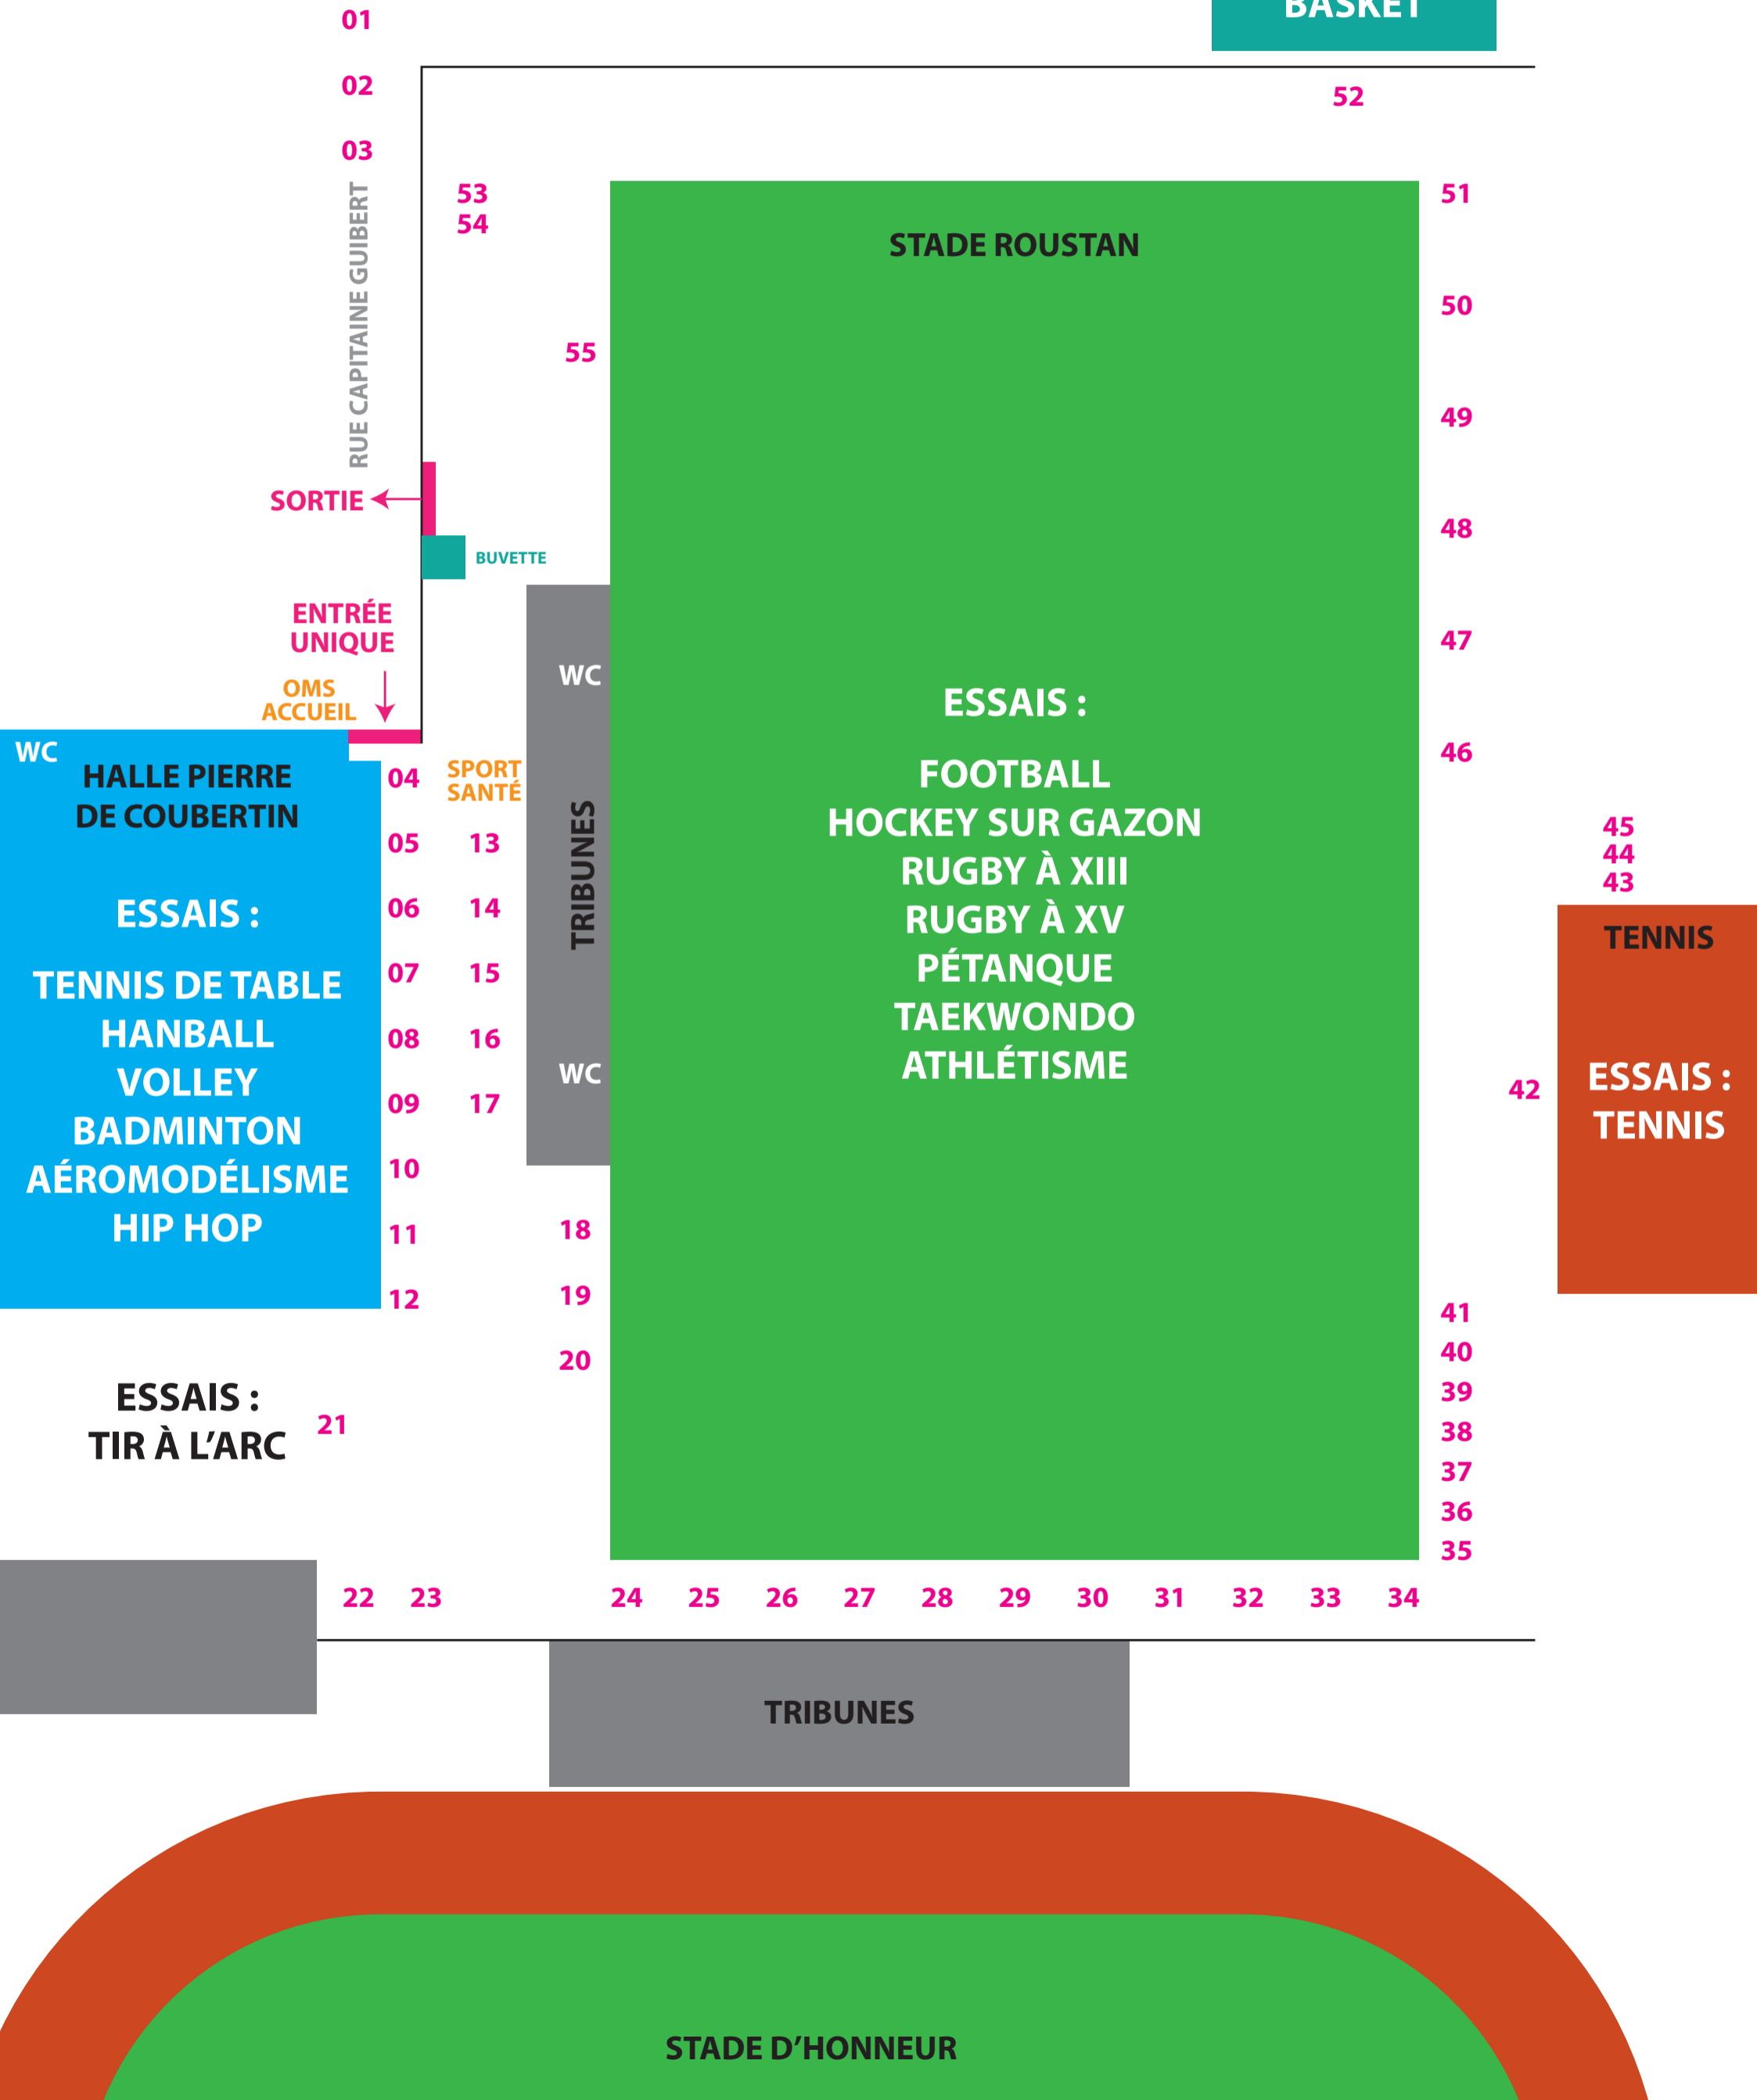 01
BASKET
02
52
03
RUE CAPITAINE GUIBERT
53
54
55
STADE ROUSTAN
51
50
49
48
47
46
SORTIE
BUVETTE
ENTRÉE
UNIQUE
OMS
ACCUEIL
WC
HALLE PIERRE
DE COUBERTIN
ESSAIS :
TENNIS DE TABLE
HANBALL
VOLLEY
BADMINTON
AÉROMODÉLISME
HIP HOP
04
05
06
07
08
09
10
11
12
SPORT
SANTÉ
13
14
15
16
17
WC
TRIBUNES
WC
18
19
20
ESSAIS :
FOOTBALL
HOCKEY SUR GAZON
RUGBY À XIII
RUGBY À XV
PÉTANQUE
TAEKWONDO
ATHLÉTISME
45
44
43
TENNIS
42
ESSAIS :
TENNIS
41
40
39
38
37
36
35
ESSAIS :
TIR À L’ARC
21
22 23 24 25 26 27 28 29 30 31 32 33 34
TRIBUNES
STADE D’HONNEUR